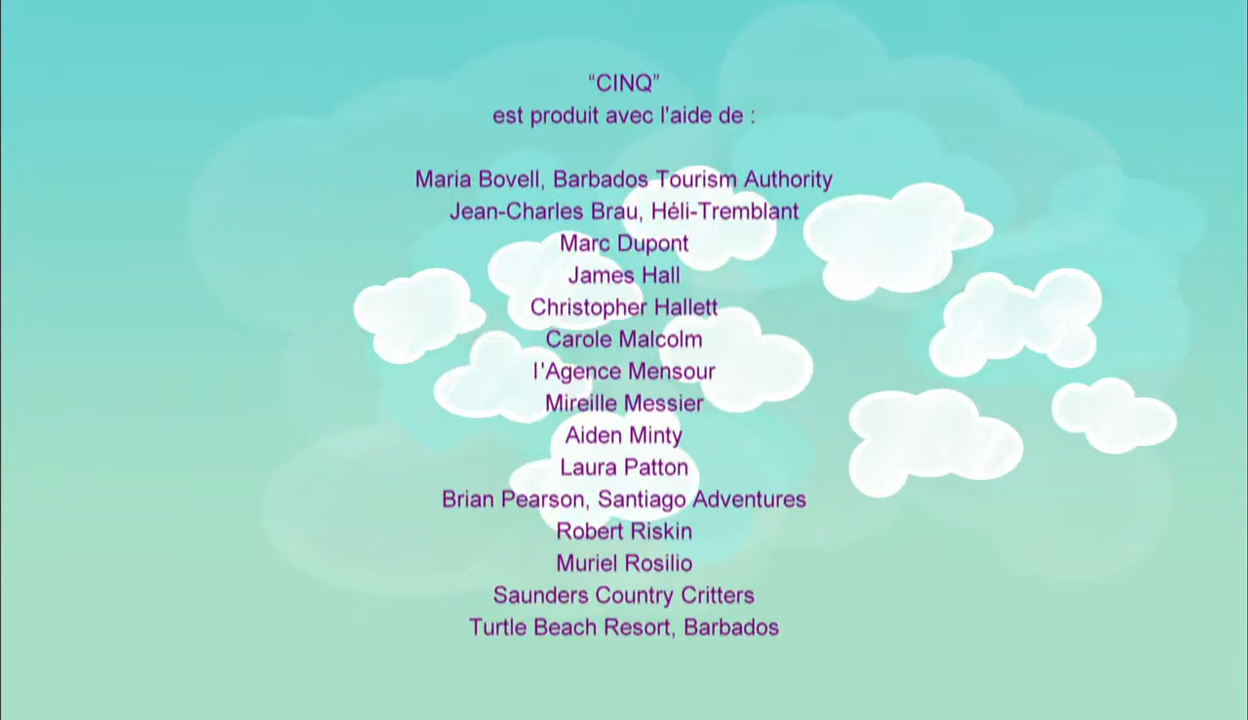 “CINQ”
est produit avec l'aide de :
Maria Bovell, Barbados Tourism Authority
Jean-Charles Brau, Héli-Tremblant
Marc Dupont
James Hall
Christopher Hallett
Carole Malcolm
l'Agence Mensour
Mireille Messier
Aiden Minty
Laura Patton
Brian Pearson, Santiago Adventures
Robert Riskin
Muriel Rosilio
Saunders Country Critters
Turtle Beach Resort, Barbados